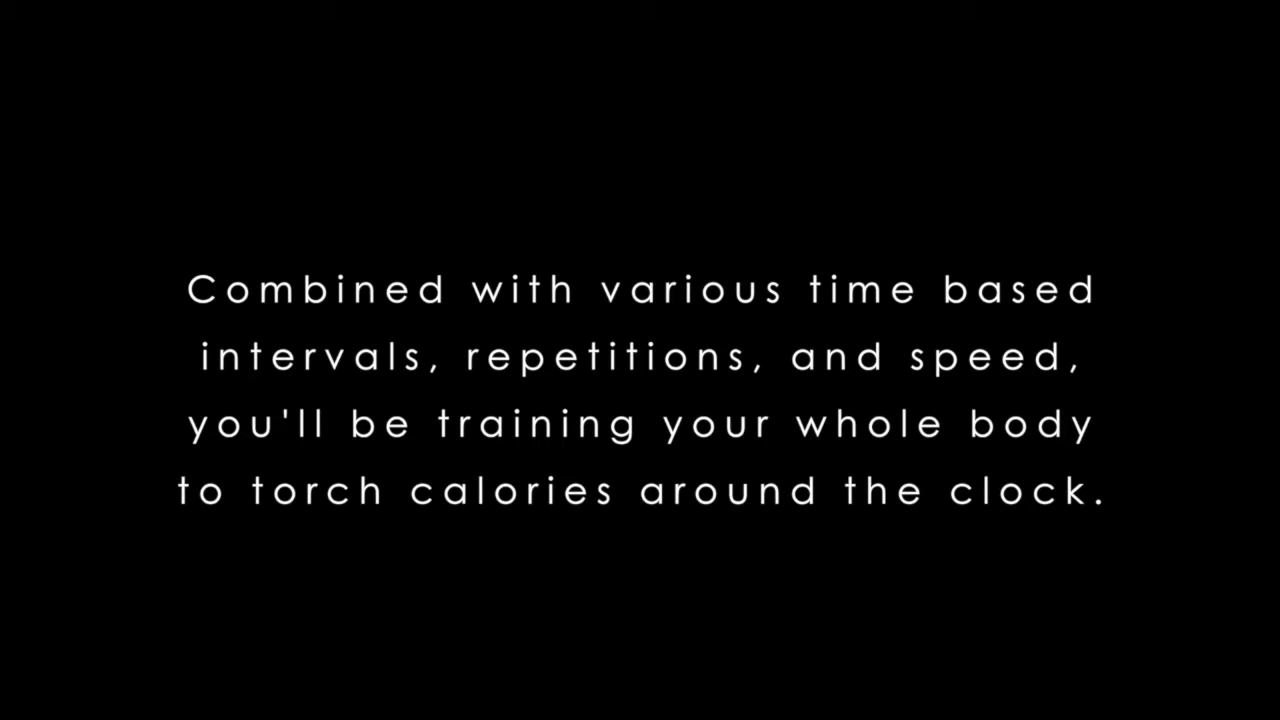 Combined with various time based
intervals, repetitions, and speed,
you'll be training your whole body
to torch calories around the clock.